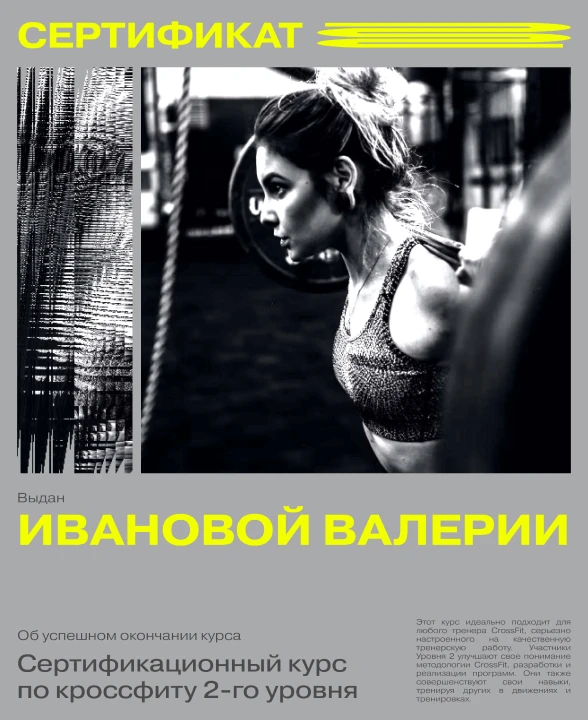 СЕРТИФИКАТ
Выдан
ИВАНОВОЙ ВАЛЕРИИ
Об успешном окончании курса
Сертификационный курс
по кроссфиту 2-го уровня
Этот курс идеально подходит для
любого тренера CrossFit, серьезно
настроенного на качественную
тренерскую работу. Участники
Уровня 2 улучшают свое понимание
методологии CrossFit, разработки и
реализации программ. Они также
совершенствуют свои навыки,
тренируя других в движениях и
тренировках.